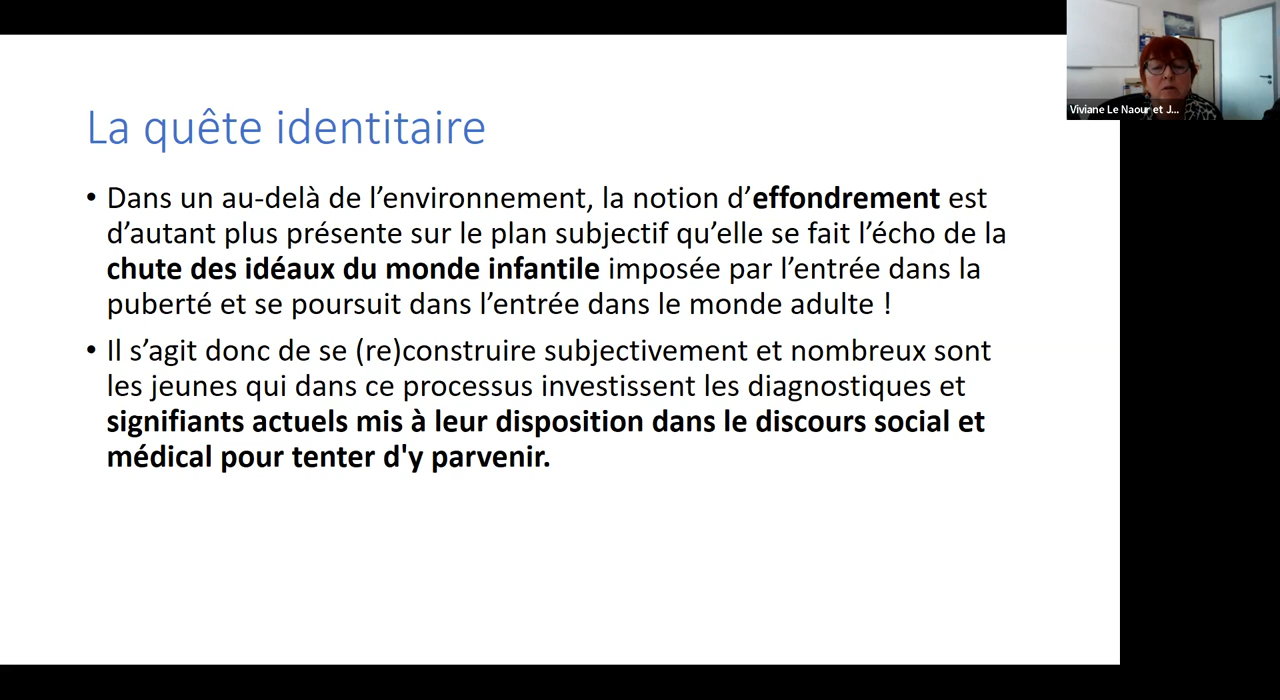 La quête identitaire
• Dans un au-delà de l’environnement, la notion d’effondrement est
d’autant plus présente sur le plan subjectif qu’elle se fait l’écho de la
chute des idéaux du monde infantile imposée par l’entrée dans la
puberté et se poursuit dans l’entrée dans le monde adulte !
• Il s’agit donc de se (re)construire subjectivement et nombreux sont
les jeunes qui dans ce processus investissent les diagnostiques et
signifiants actuels mis à leur disposition dans le discours social et
médical pour tenter d'y parvenir.
Viviane Le Naour et J...